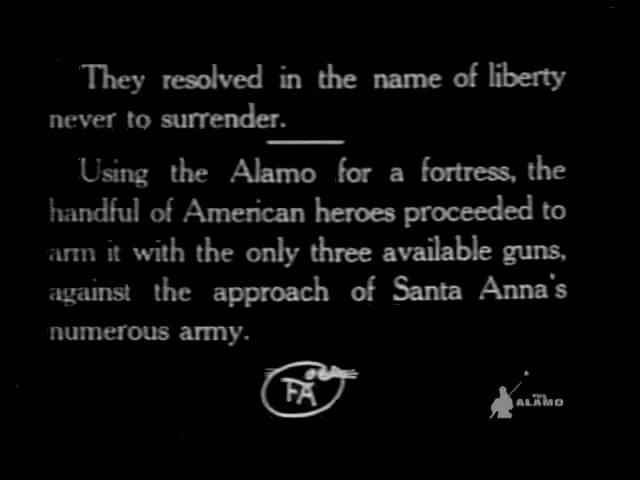 They resolved in the name of liberty
never to surrender.
Using the Alamo for a fortress, the
handful of American heroes proceeded to
arm it with the only three available guns,
against the approach of Santa Anna's
numerous army.
FA
THE
ALAMO